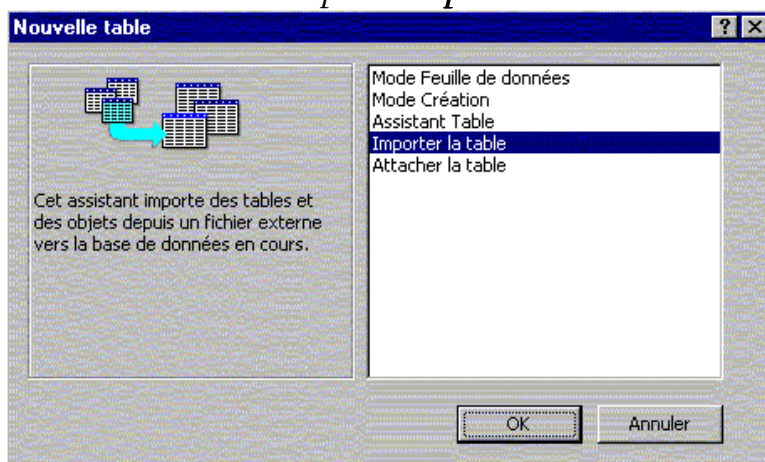 Nouvelle table
Mode Feuille de données
Mode Création
Assistant Table
Importer la table
Attacher la table
Cet assistant importe des tables et
des objets depuis un fichier externe
vers la base de données en cours.
OK
Annuler